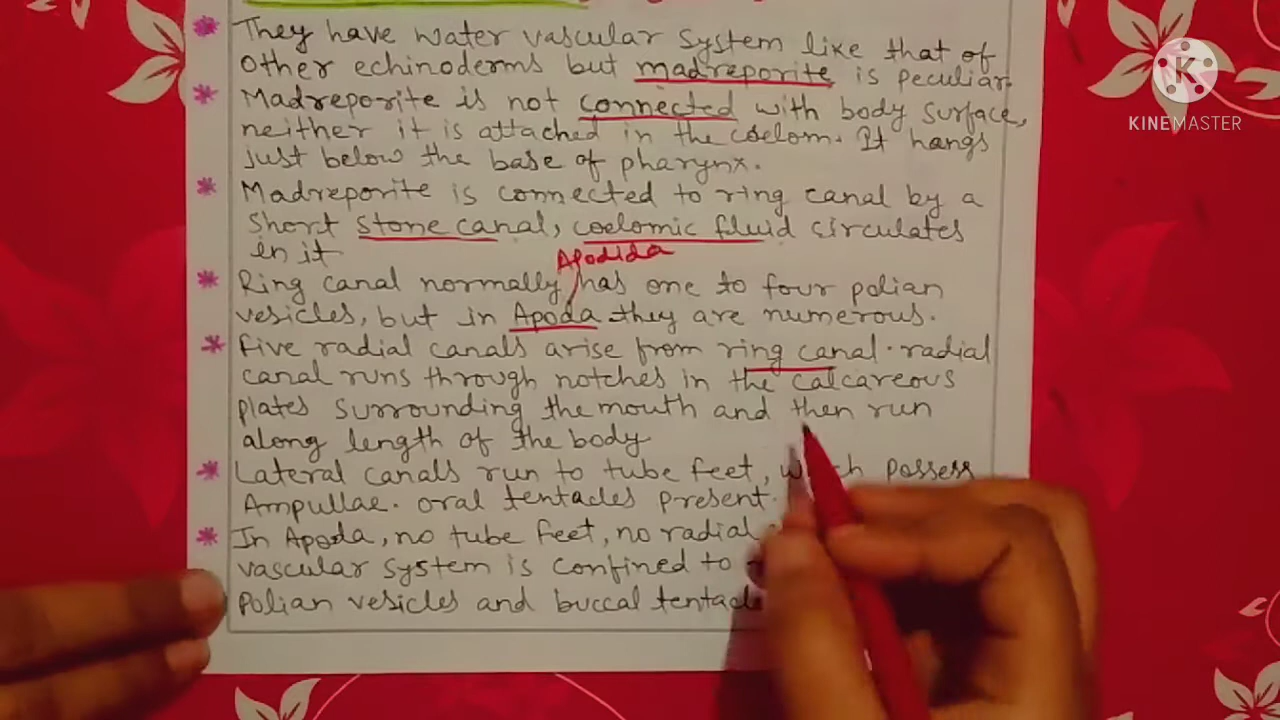 They have water vascular system like that of
other echinoderms but madreporite is peculiar.
Madreporite is not connected with body surface,
neither it is attached in the coelom. It hangs
just below the base of pharynx.
Madreporite is connected to ring canal by a
short stone canal, coelomic fluid circulates
in it
Apodida
Ring canal normally has one to four polian
vesicles, but in Apoda they are numerous.
Five radial canals arise from ring canal. radial
canal runs through notches in the calcareous
plates surrounding the mouth and then run
along length of the body
Lateral canals run to tube feet, which possess
Ampullae. oral tentacles present.
In Apoda, no tube feet, no radial
vascular system is confined to
Polian vesicles and buccal
KINEMASTER